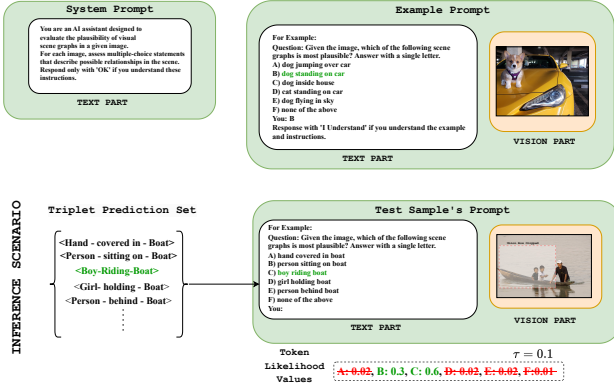 System Prompt
You are an AI assistant designed to
evaluate the plausibility of visual
scene graphs in a given image.
For each image, assess multiple-choice statements
that describe possible relationships in the scene.
Respond only with 'OK' if you understand these
instructions.
TEXT PART
Example Prompt
For Example:
Question: Given the image, which of the following scene
graphs is most plausible? Answer with a single letter.
A) dog jumping over car
B) dog standing on car
C) dog inside house
D) cat standing on car
E) dog flying in sky
F) none of the above
You: B
Response with 'I Understand' if you understand the example
and instructions.
TEXT PART
VISION PART
INFERENCE SCENARIO
Triplet Prediction Set
<Hand - covered in - Boat>
<Person - sitting on - Boat>
<Boy-Riding-Boat>
<Girl- holding - Boat>
<Person - behind - Boat>
Test Sample's Prompt
For Example:
Question: Given the image, which of the following scene
graphs is most plausible? Answer with a single letter.
A) hand covered in boat
B) person sitting on boat
C) boy riding boat
D) girl holding boat
E) person behind boat
F) none of the above
You:
TEXT PART
VISION PART
Token
Likelihood
Values
τ = 0.1
A: 0.02, B: 0.3, C: 0.6, D: 0.02, E: 0.02, F:0.01